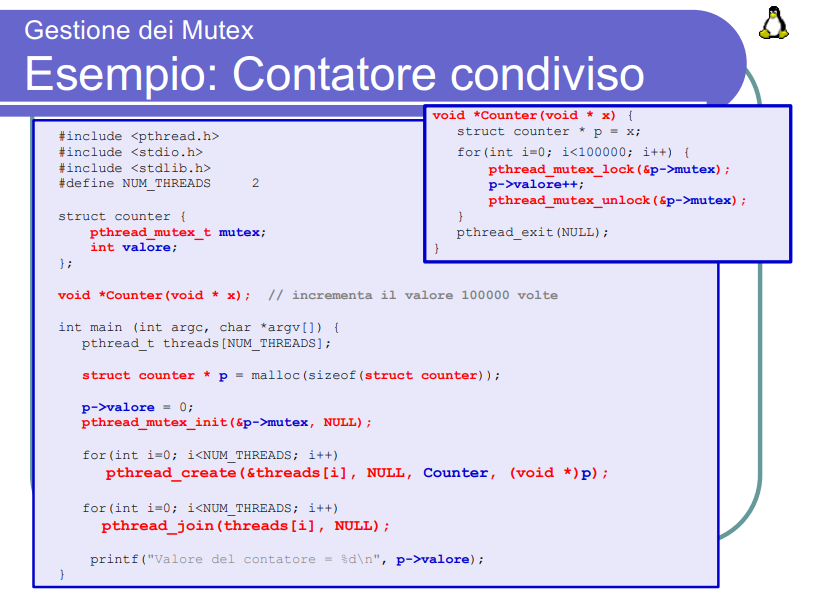 Gestione dei Mutex
Esempio: Contatore condiviso
#include <pthread.h>
#include <stdio.h>
#include <stdlib.h>
#define NUM_THREADS     2
struct counter {
    pthread_mutex_t mutex;
    int valore;
};
void *Counter(void * x);  // incrementa il valore 100000 volte
int main (int argc, char *argv[]) {
   pthread_t threads[NUM_THREADS];
   struct counter * p = malloc(sizeof(struct counter));
   p->valore = 0;
   pthread_mutex_init(&p->mutex, NULL);
   for(int i=0; i<NUM_THREADS; i++)
      pthread_create(&threads[i], NULL, Counter, (void *)p);
   for(int i=0; i<NUM_THREADS; i++)
      pthread_join(threads[i], NULL);
    printf("Valore del contatore = %d\n", p->valore);
}
void *Counter(void * x) {
   struct counter * p = x;
   for(int i=0; i<100000; i++) {
       pthread_mutex_lock(&p->mutex);
       p->valore++;
       pthread_mutex_unlock(&p->mutex);
   }
   pthread_exit(NULL);
}